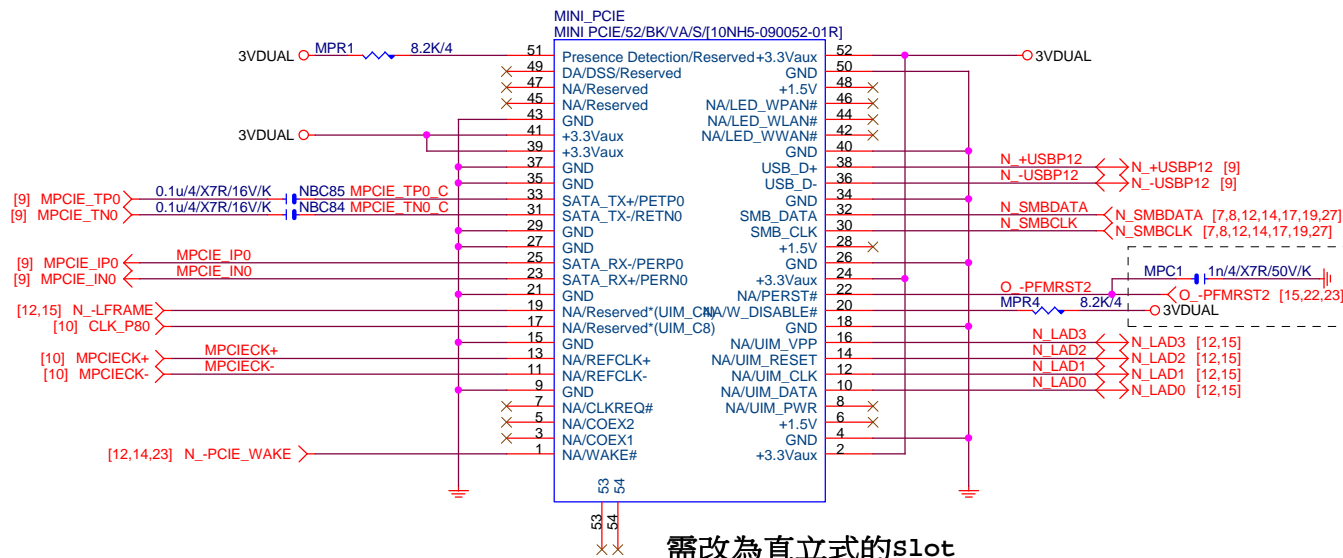 MINI_PCIE
MINI PCIE/52/BK/VA/S/[10NH5-090052-01R]
3VDUAL MPR1 8.2K/4 51 Presence Detection/Reserved +3.3Vaux 52 3VDUAL
49 DA/DSS/Reserved GND 50
47 NA/Reserved +1.5V 48
45 NA/Reserved NA/LED_WPAN# 46
43 GND NA/LED_WLAN# 44
3VDUAL 41 +3.3Vaux NA/LED_WWAN# 42
39 +3.3Vaux GND 40
37 GND USB_D+ 38 N_+USBP12 N_+USBP12 [9]
35 GND USB_D- 36 N_-USBP12 N_-USBP12 [9]
[9] MPCIE_TP0 0.1u/4/X7R/16V/K NBC85 MPCIE_TP0_C 33 SATA_TX+/PETP0 GND 34
[9] MPCIE_TN0 0.1u/4/X7R/16V/K NBC84 MPCIE_TN0_C 31 SATA_TX-/RETN0 SMB_DATA 32 N_SMBDATA N_SMBDATA [7,8,12,14,17,19,27]
29 GND SMB_CLK 30 N_SMBCLK N_SMBCLK [7,8,12,14,17,19,27]
27 GND +1.5V 28
[9] MPCIE_IP0 MPCIE_IP0 25 SATA_RX-/PERP0 GND 26
[9] MPCIE_IN0 MPCIE_IN0 23 SATA_RX+/PERN0 +3.3Vaux 24 MPC1 1n/4/X7R/50V/K
21 GND NA/PERST# 22 O_-PFMRST2 O_-PFMRST2 [15,22,23]
[12,15] N_-LFRAME 19 NA/Reserved*(UIM_C4) NA/W_DISABLE# 20 MPR4 8.2K/4 3VDUAL
[10] CLK_P80 17 NA/Reserved*(UIM_C8) GND 18
15 GND NA/UIM_VPP 16 N_LAD3 N_LAD3 [12,15]
[10] MPCIECK+ MPCIECK+ 13 NA/REFCLK+ NA/UIM_RESET 14 N_LAD2 N_LAD2 [12,15]
[10] MPCIECK- MPCIECK- 11 NA/REFCLK- NA/UIM_CLK 12 N_LAD1 N_LAD1 [12,15]
9 GND NA/UIM_DATA 10 N_LAD0 N_LAD0 [12,15]
7 NA/CLKREQ# NA/UIM_PWR 8
5 NA/COEX2 +1.5V 6
3 NA/COEX1 GND 4
[12,14,23] N_-PCIE_WAKE 1 NA/WAKE# +3.3Vaux 2
53 54
53 54
需改為直立式的Slot